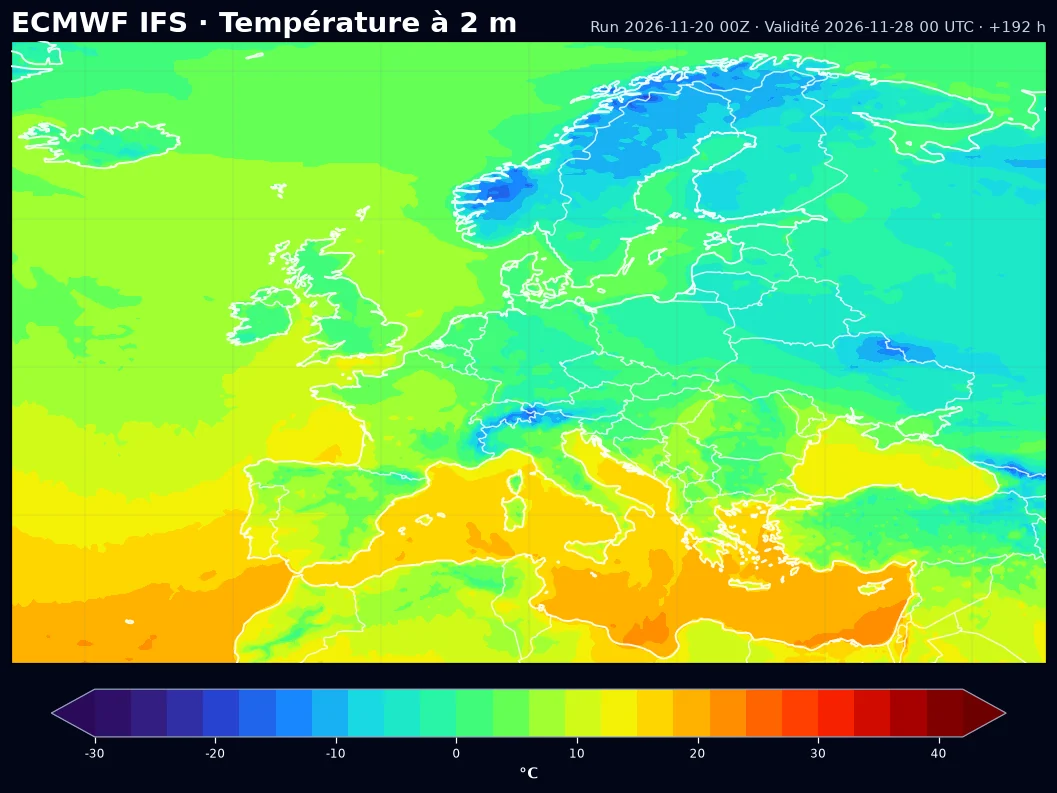 ECMWF IFS · Température à 2 m
Run 2026-11-20 00Z · Validité 2026-11-28 00 UTC · +192 h
-30 -20 -10 0 10 20 30 40
°C